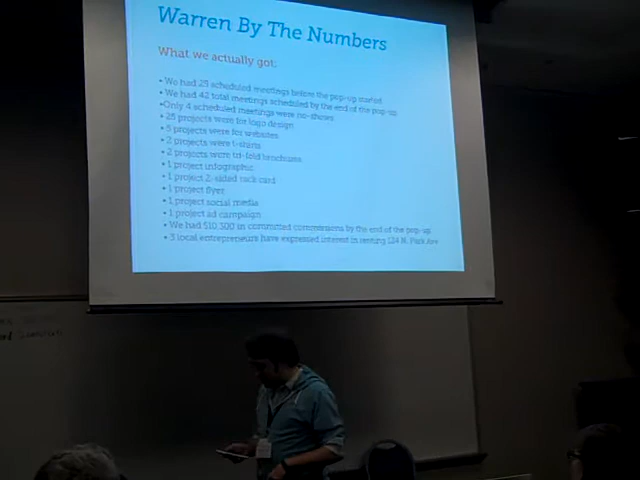 Warren By The Numbers
What we actually got:
• We had 25 scheduled meetings before the pop-up market
• We had 42 total meetings scheduled by the end of the pop-up
•Only 4 scheduled meetings were no-shows
• 25 projects were for logo design
• 5 projects were for websites
• 2 projects were t-shirts
• 2 projects were tri-fold brochures
• 1 project infographic
• 1 project 2-sided rack card
• 1 project flyer
• 1 project social media
• 1 project ad campaign
• We had $10,300 in committed commissions by the end of the pop-up
• 3 local entrepreneurs have expressed interest in renting 124 N. Park Ave